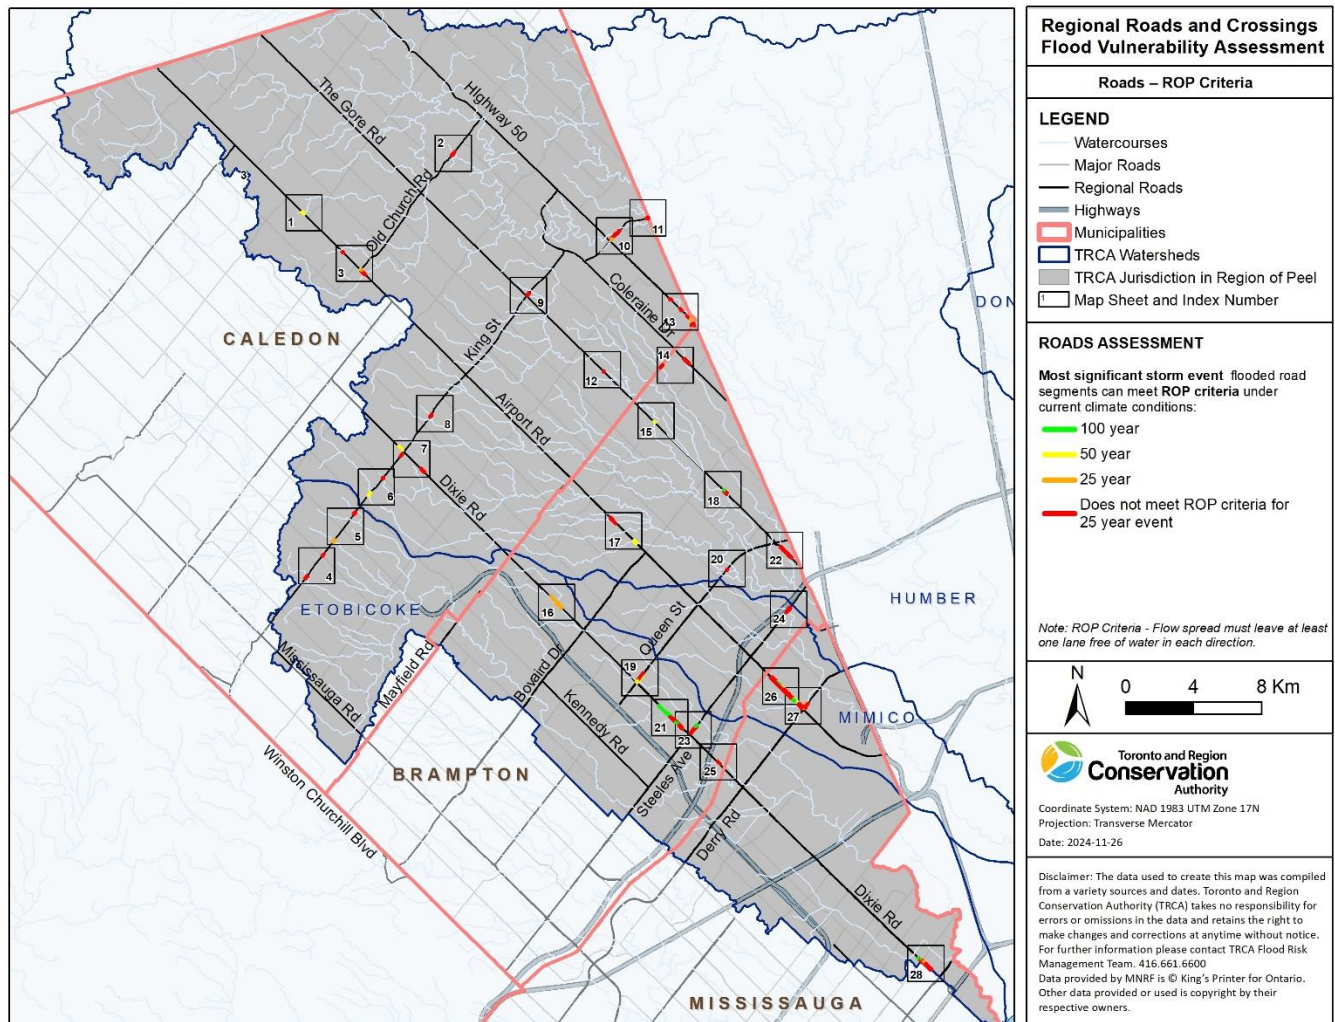 The Gore Rd
Highway 50
2
3
Old Church Rd
1
3
10
11
9
Coleraine Dr
13
DON
CALEDON
King St
14
12
Airport Rd
15
8
7
Dixie Rd
6
18
5
17
4
20
22
ETOBICOKE
16
HUMBER
24
Queen St
Mississauga Rd
Mayfield Rd
Bovaird Dr
19
26
Kennedy Rd
21
27
MIMICO
23
BRAMPTON
Steeles Ave
25
Winston Churchill Blvd
Derry Rd
Dixie Rd
28
MISSISSAUGA
Regional Roads and Crossings
Flood Vulnerability Assessment
Roads – ROP Criteria
LEGEND
Watercourses
Major Roads
Regional Roads
Highways
Municipalities
TRCA Watersheds
TRCA Jurisdiction in Region of Peel
1 Map Sheet and Index Number
ROADS ASSESSMENT
Most significant storm event flooded road
segments can meet ROP criteria under
current climate conditions:
100 year
50 year
25 year
Does not meet ROP criteria for
25 year event
Note: ROP Criteria - Flow spread must leave at least
one lane free of water in each direction.
N
0 4 8 Km
Toronto and Region
Conservation
Authority
Coordinate System: NAD 1983 UTM Zone 17N
Projection: Transverse Mercator
Date: 2024-11-26
Disclaimer: The data used to create this map was compiled
from a variety sources and dates. Toronto and Region
Conservation Authority (TRCA) takes no responsibility for
errors or omissions in the data and retains the right to
make changes and corrections at anytime without notice.
For further information please contact TRCA Flood Risk
Management Team. 416.661.6600
Data provided by MNRF is © King's Printer for Ontario.
Other data provided or used is copyright by their
respective owners.